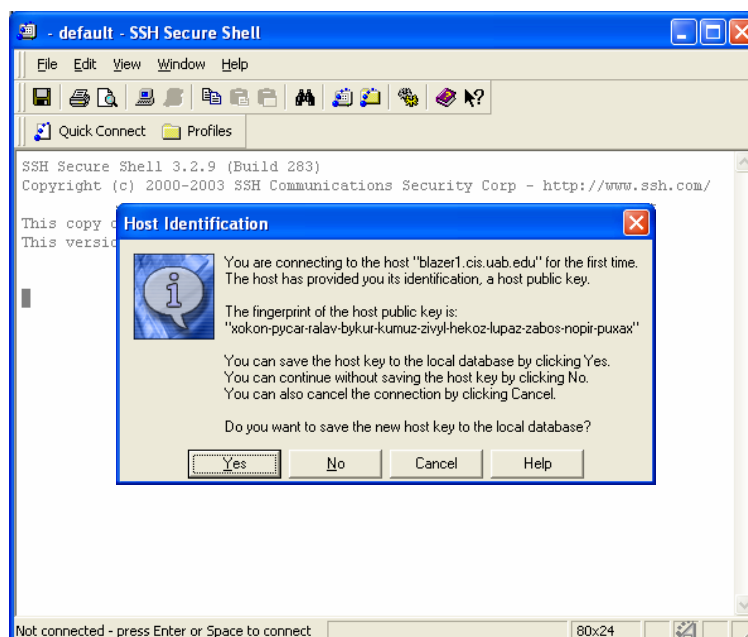 - default - SSH Secure Shell
File Edit View Window Help
Quick Connect Profiles
SSH Secure Shell 3.2.9 (Build 283)
Copyright (c) 2000-2003 SSH Communications Security Corp - http://www.ssh.com/
This copy
This versio
Host Identification
You are connecting to the host "blazer1.cis.uab.edu" for the first time.
The host has provided you its identification, a host public key.
The fingerprint of the host public key is:
"xokon-pycar-ralav-bykur-kumuz-zivyl-hekoz-lupaz-zabos-nopir-puxax"
You can save the host key to the local database by clicking Yes.
You can continue without saving the host key by clicking No.
You can also cancel the connection by clicking Cancel.
Do you want to save the new host key to the local database?
Yes No Cancel Help
Not connected - press Enter or Space to connect 80x24